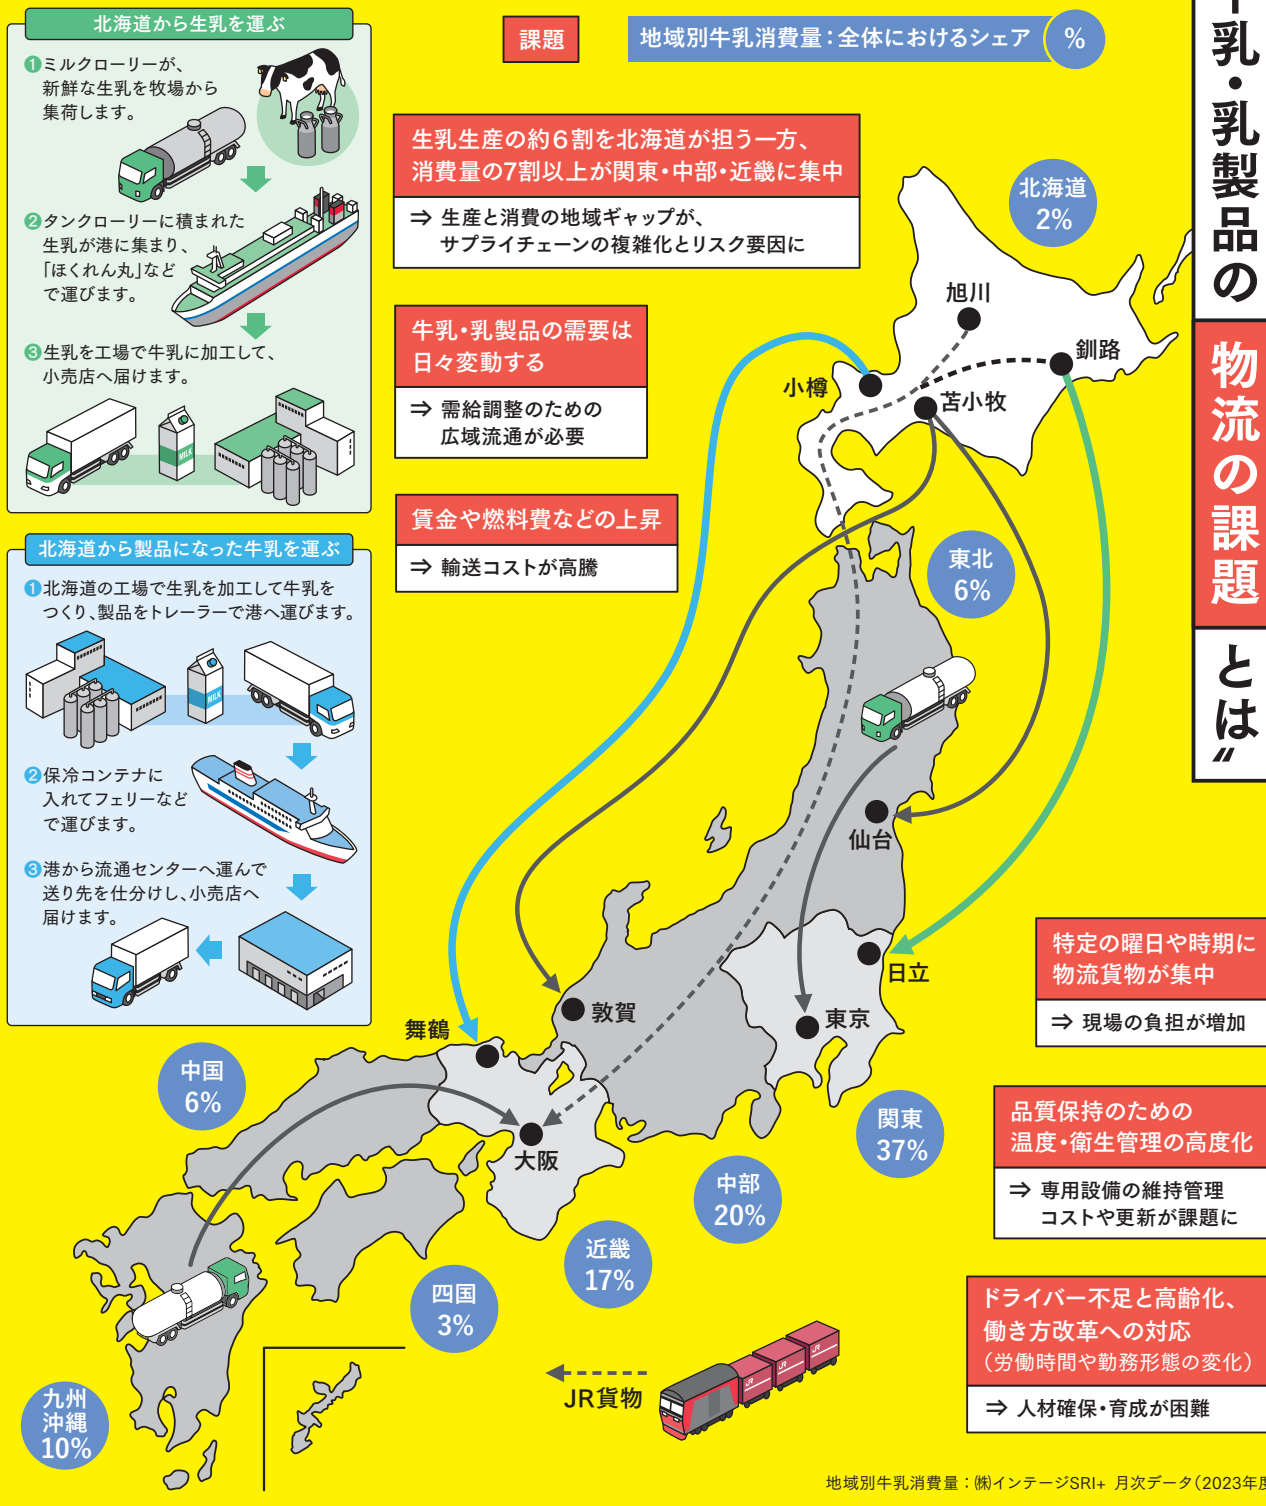 乳・乳製品の
物流の課題
とは〟
課題
地域別牛乳消費量：全体におけるシェア %
北海道から生乳を運ぶ
❶ミルクローリーが、
新鮮な生乳を牧場から
集荷します。
❷タンクローリーに積まれた
生乳が港に集まり、
「ほくれん丸」など
で運びます。
❸生乳を工場で牛乳に加工して、
小売店へ届けます。
MILK
北海道から製品になった牛乳を運ぶ
❶北海道の工場で生乳を加工して牛乳を
つくり、製品をトレーラーで港へ運びます。
MILK
❷保冷コンテナに
入れてフェリーなど
で運びます。
❸港から流通センターへ運んで
送り先を仕分けし、小売店へ
届けます。
生乳生産の約6割を北海道が担う一方、
消費量の7割以上が関東・中部・近畿に集中
⇒ 生産と消費の地域ギャップが、
サプライチェーンの複雑化とリスク要因に
牛乳・乳製品の需要は
日々変動する
⇒ 需給調整のための
広域流通が必要
賃金や燃料費などの上昇
⇒ 輸送コストが高騰
北海道
2%
旭川
釧路
小樽
苫小牧
東北
6%
仙台
日立
敦賀
東京
舞鶴
大阪
中国
6%
関東
37%
中部
20%
近畿
17%
四国
3%
九州
沖縄
10%
特定の曜日や時期に
物流貨物が集中
⇒ 現場の負担が増加
品質保持のための
温度・衛生管理の高度化
⇒ 専用設備の維持管理
コストや更新が課題に
ドライバー不足と高齢化、
働き方改革への対応
（労働時間や勤務形態の変化）
⇒ 人材確保・育成が困難
JR貨物
JR
JR
JR
地域別牛乳消費量：㈱インテージSRI+ 月次データ（2023年度